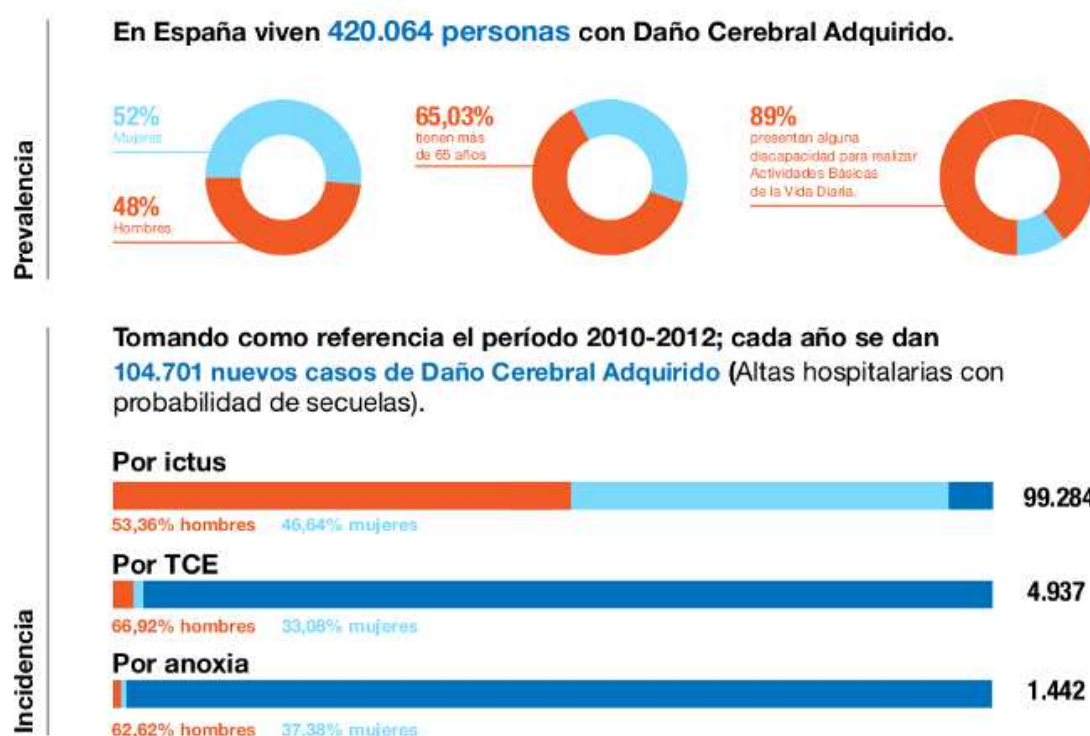 Prevalencia
En España viven 420.064 personas con Daño Cerebral Adquirido.
52%
Mujeres
48%
Hombres
65,03%
tienen más
de 65 años
89%
presentan alguna
discapacidad para realizar
Actividades Básicas
de la Vida Diaria.
Incidencia
Tomando como referencia el período 2010-2012; cada año se dan
104.701 nuevos casos de Daño Cerebral Adquirido (Altas hospitalarias con
probabilidad de secuelas).
Por ictus
99.284
53,36% hombres 46,64% mujeres
Por TCE
4.937
66,92% hombres 33,08% mujeres
Por anoxia
1.442
62,62% hombres 37,38% mujeres